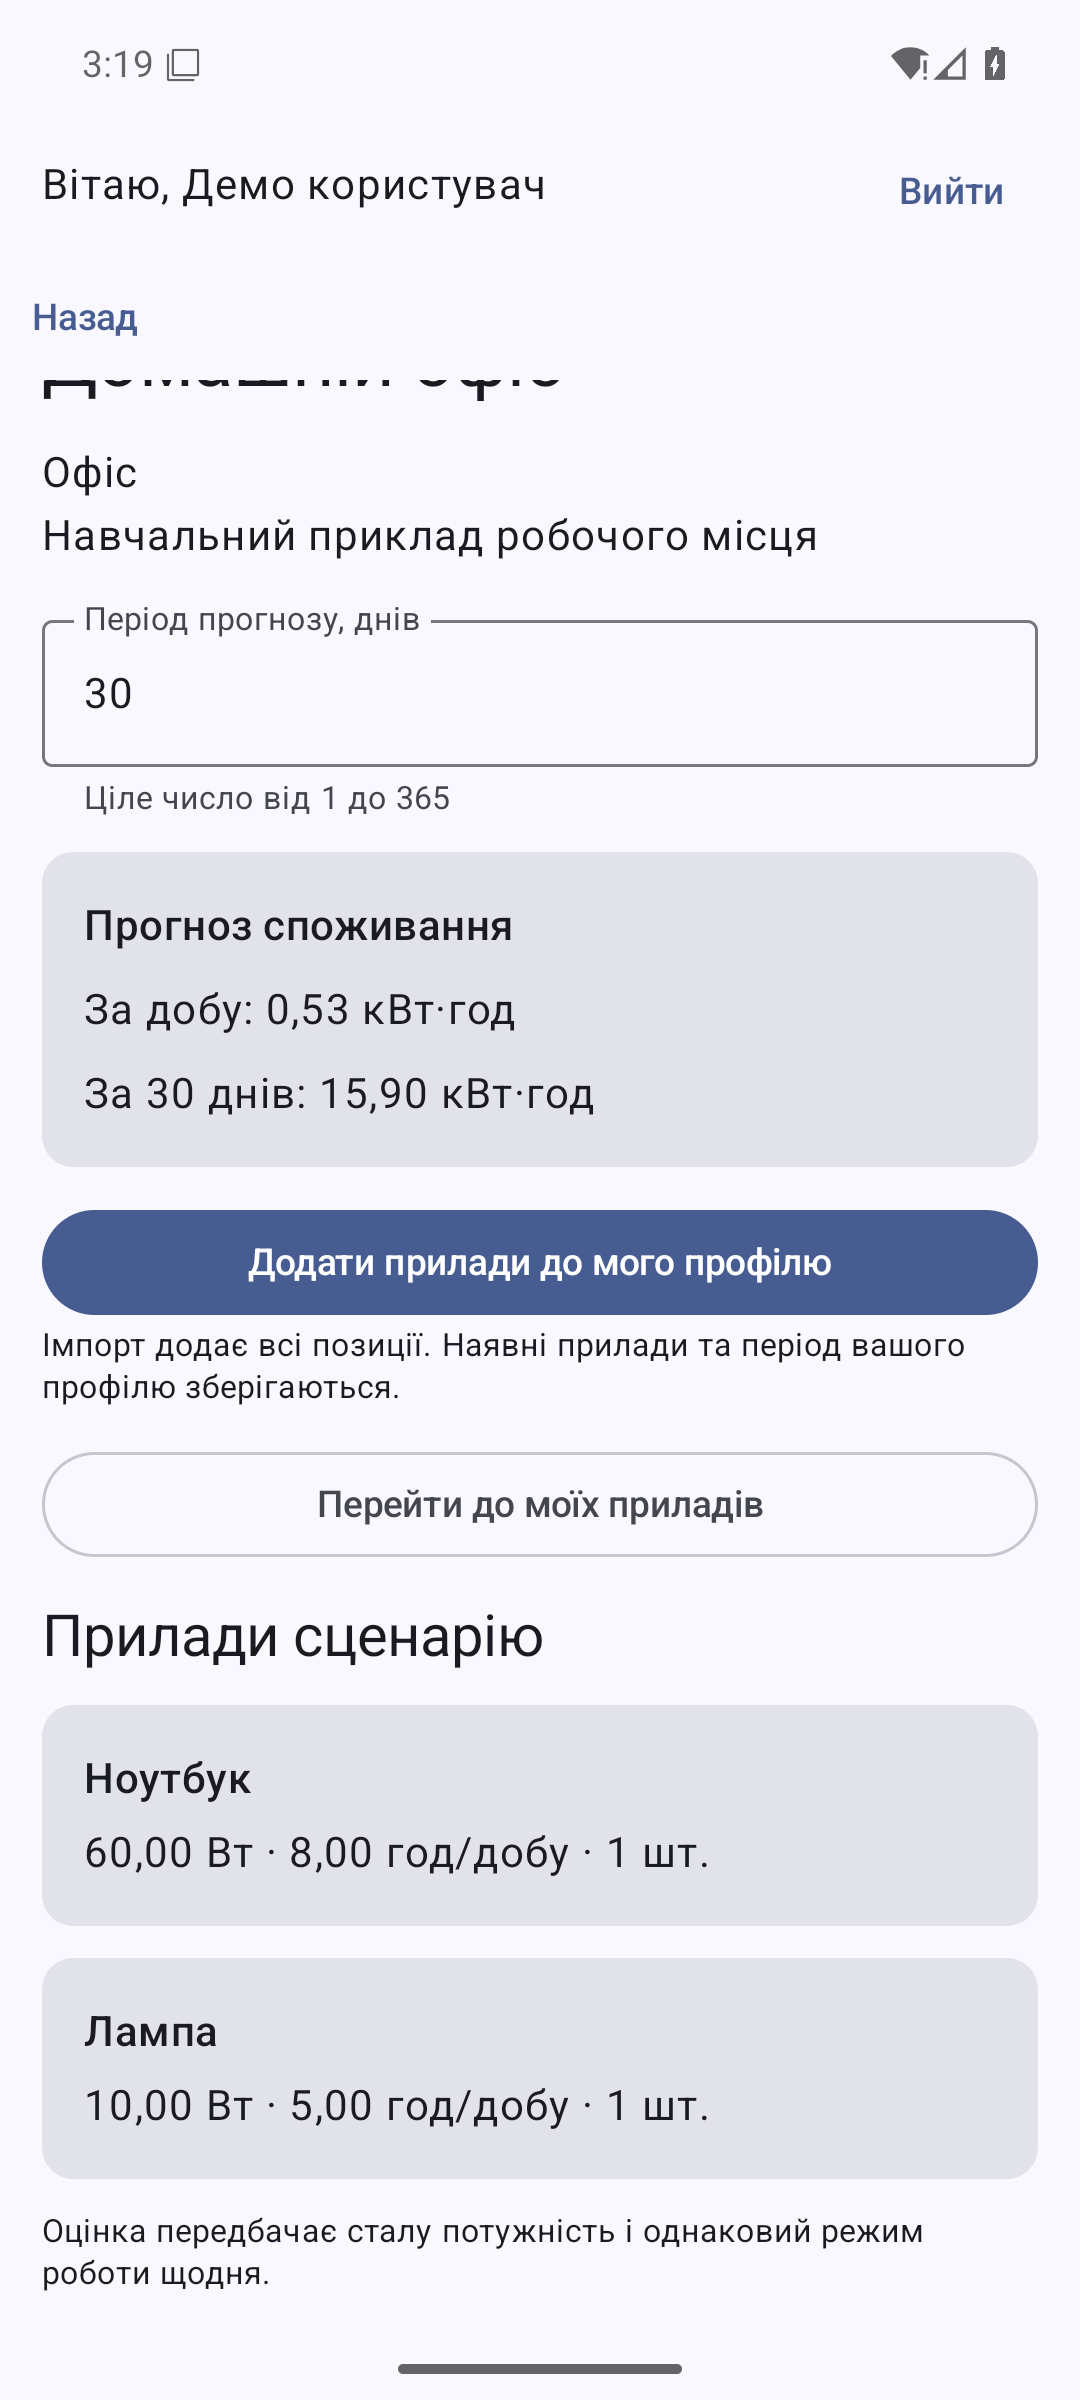 3:19
Вітаю, Демо користувач
Вийти
Назад
Домашній офіс
Офіс
Навчальний приклад робочого місця
Період прогнозу, днів
30
Ціле число від 1 до 365
Прогноз споживання
За добу: 0,53 кВт·год
За 30 днів: 15,90 кВт·год
Додати прилади до мого профілю
Імпорт додає всі позиції. Наявні прилади та період вашого
профілю зберігаються.
Перейти до моїх приладів
Прилади сценарію
Ноутбук
60,00 Вт · 8,00 год/добу · 1 шт.
Лампа
10,00 Вт · 5,00 год/добу · 1 шт.
Оцінка передбачає сталу потужність і однаковий режим
роботи щодня.